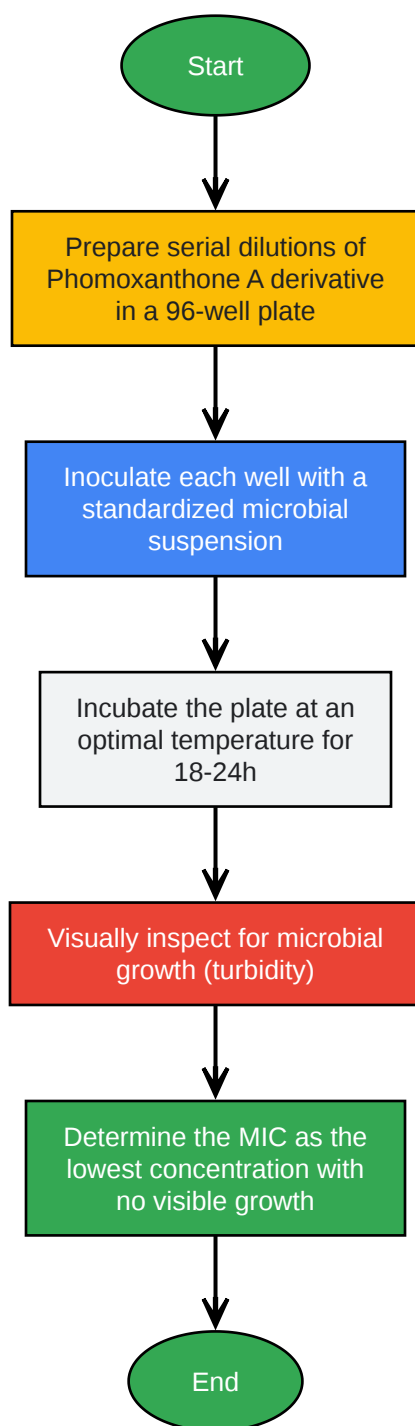 Start
Prepare serial dilutions of
Phomoxanthone A derivative
in a 96-well plate
Inoculate each well with a
standardized microbial
suspension
Incubate the plate at an
optimal temperature for
18-24h
Visually inspect for microbial
growth (turbidity)
Determine the MIC as the
lowest concentration with
no visible growth
End